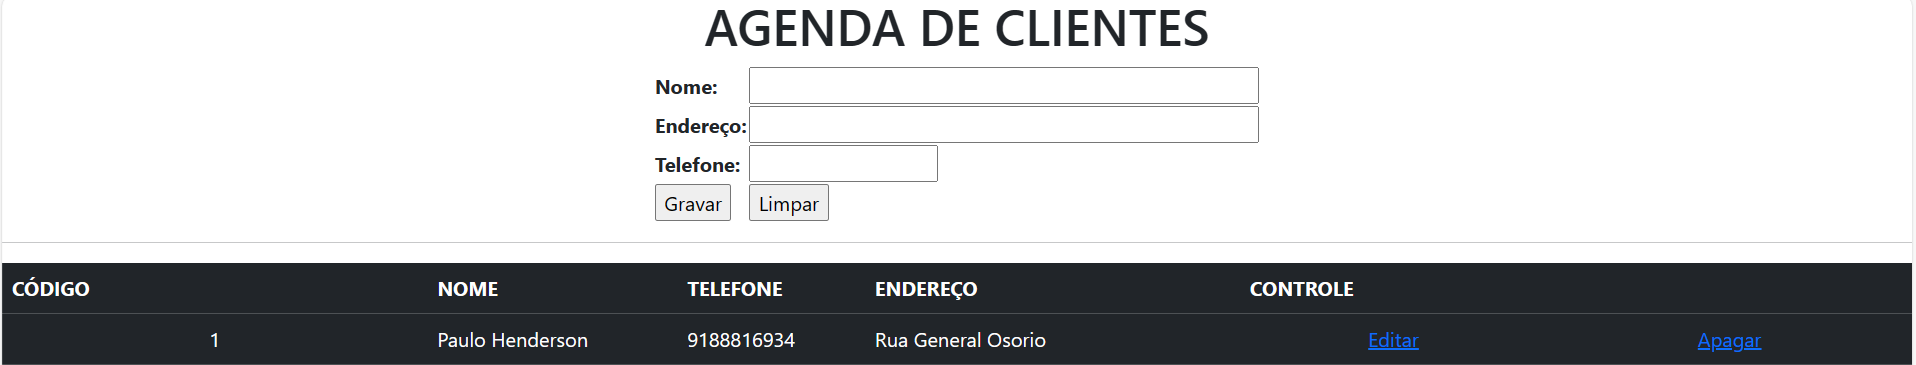 AGENDA DE CLIENTES
Nome:
Endereço:
Telefone:
Gravar Limpar
CÓDIGO NOME TELEFONE ENDEREÇO CONTROLE
1 Paulo Henderson 9188816934 Rua General Osorio Editar Apagar